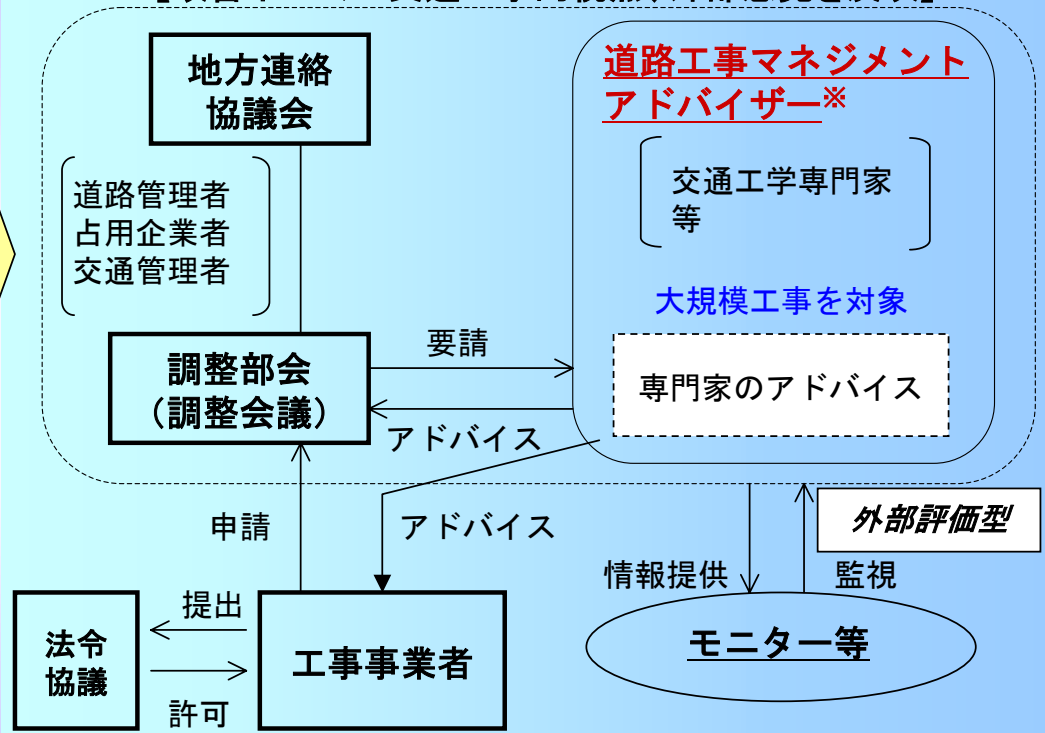 地方連絡
協議会
道路管理者
占用企業者
交通管理者
道路工事マネジメント
アドバイザー※
交通工学専門家
等
大規模工事を対象
専門家のアドバイス
調整部会
（調整会議）
要請
アドバイス
アドバイス
申請
外部評価型
情報提供
監視
モニター等
提出
法令
協議
許可
工事事業者